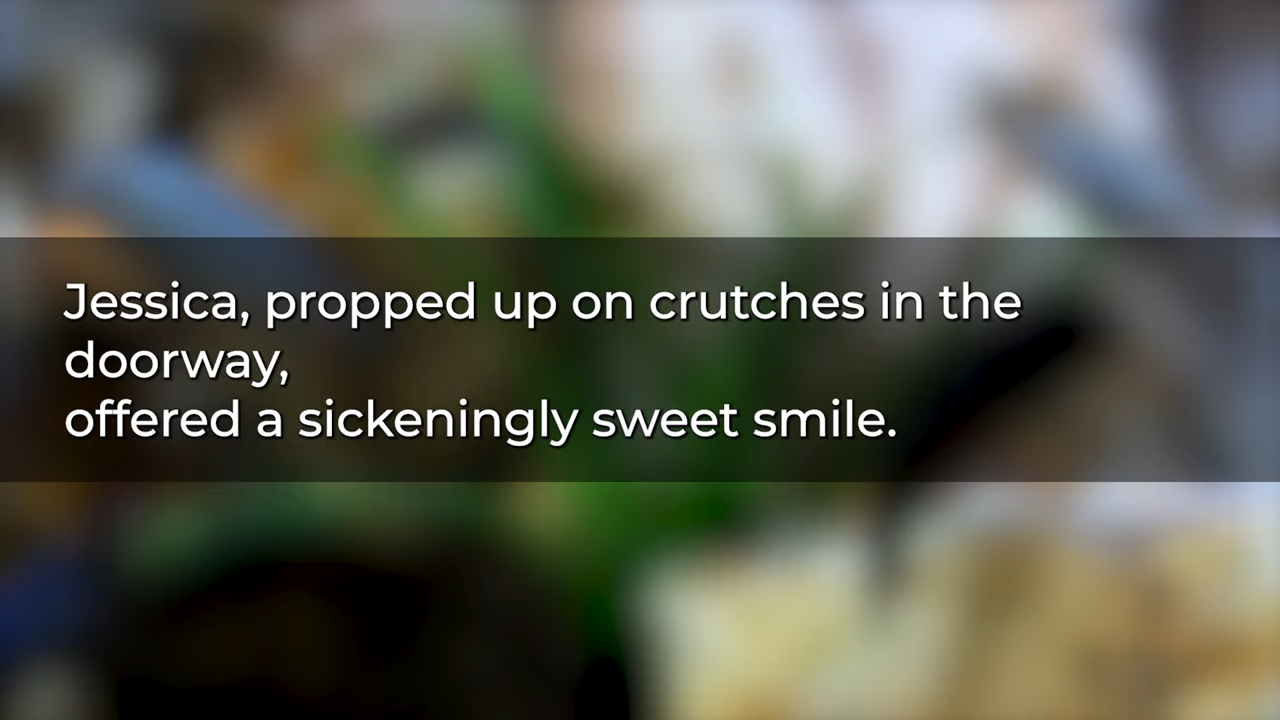 Jessica, propped up on crutches in the
doorway,
offered a sickeningly sweet smile.